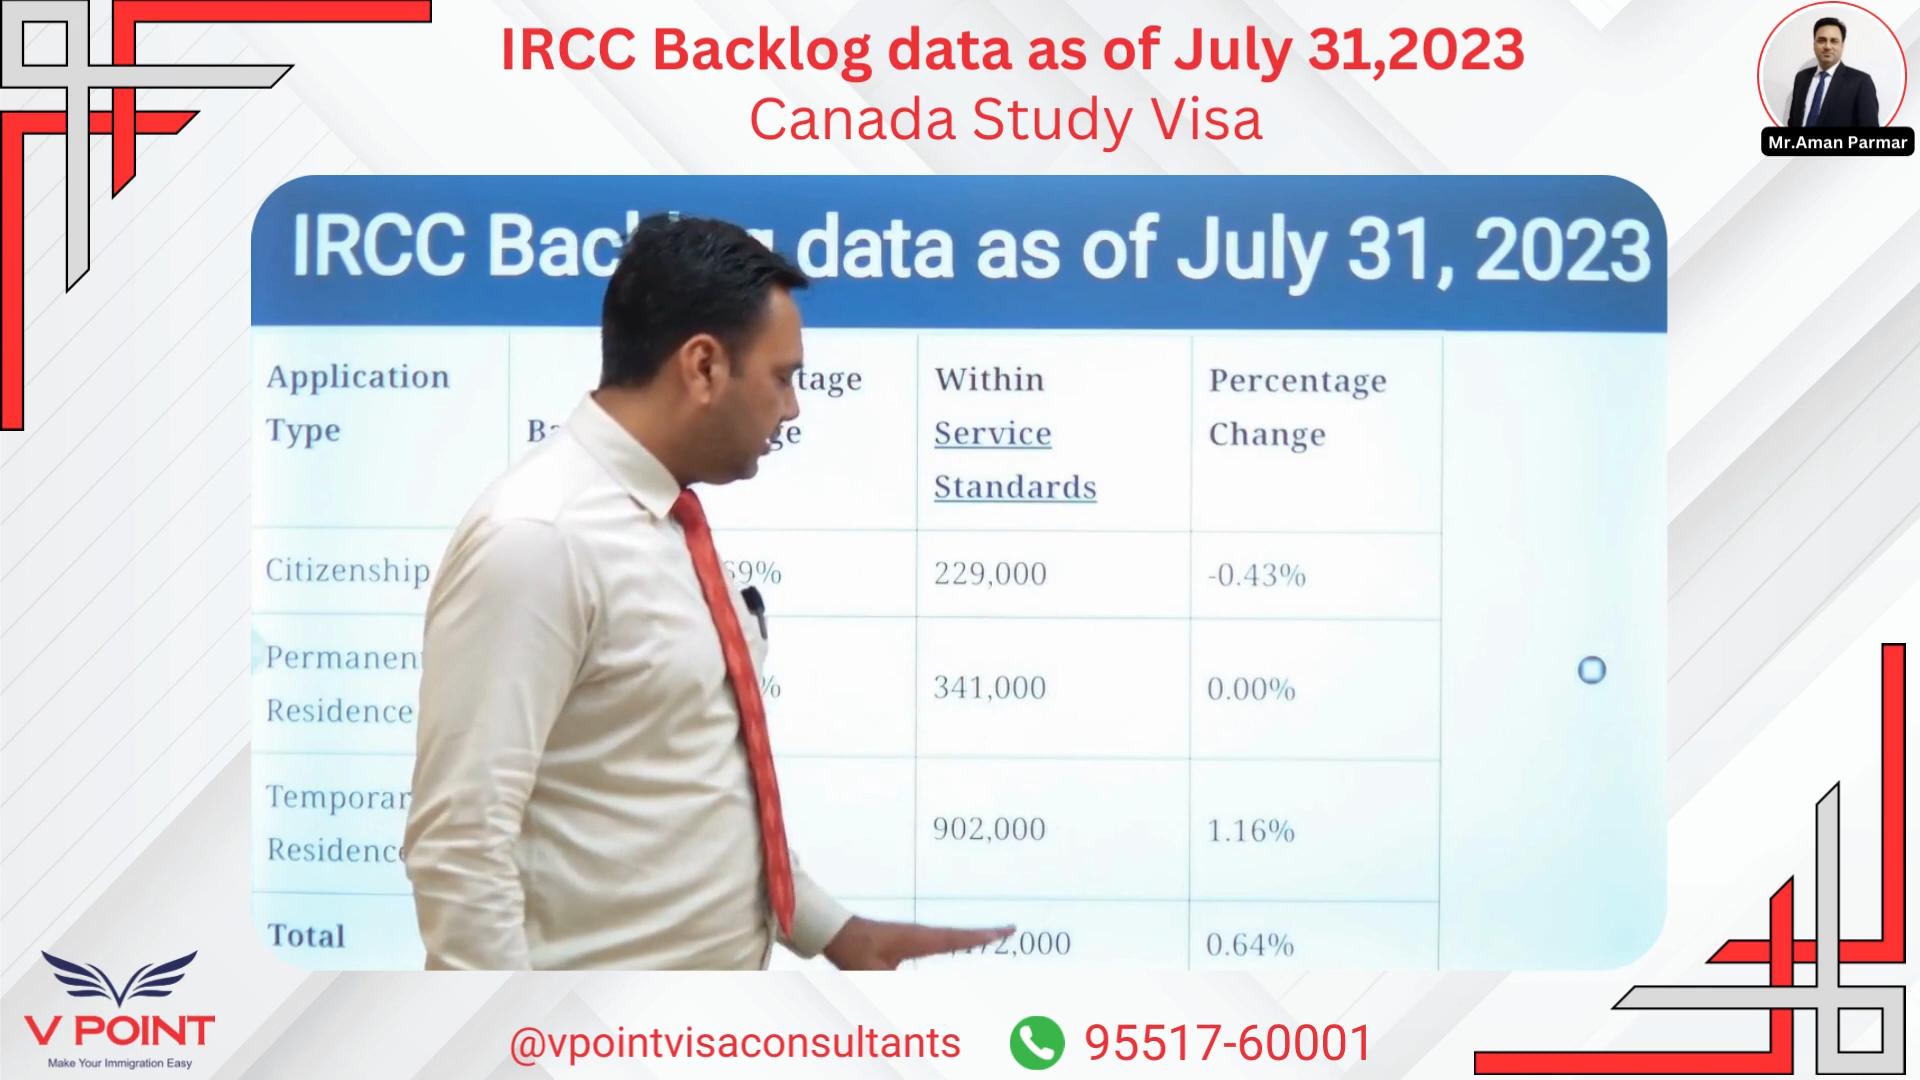 IRCC Backlog data as of July 31,2023
Canada Study Visa
Mr.Aman Parmar
IRCC data as of July 31, 2023
Application
Type
Within
Service
Standards
Percentage
Change
Citizenship 229,000 -0.43%
Residence 341,000 0.00%
902,000 1.16%
Total 0.64%
V POINT
Make Your Immigration Easy
@vpointvisaconsultants
95517-60001